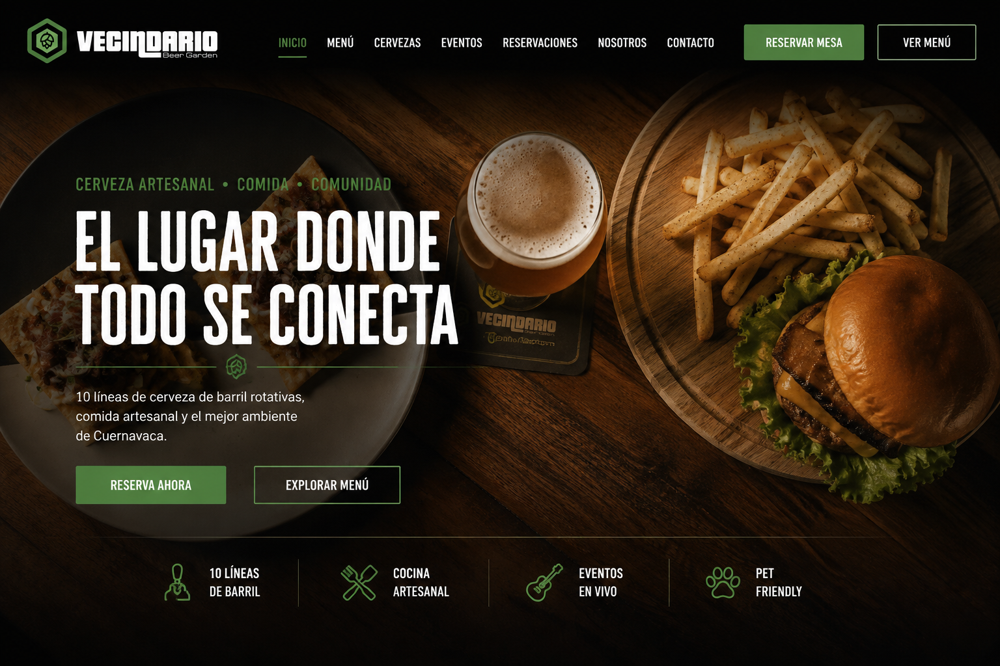 VECINDARIO
Beer Garden
INICIO
MENÚ
CERVEZAS
EVENTOS
RESERVACIONES
NOSOTROS
CONTACTO
RESERVAR MESA
VER MENÚ
CERVEZA ARTESANAL • COMIDA • COMUNIDAD
EL LUGAR DONDE
TODO SE CONECTA
VECINDARIO
10 líneas de cerveza de barril rotativas,
comida artesanal y el mejor ambiente
de Cuernavaca.
RESERVA AHORA
EXPLORAR MENÚ
10 LÍNEAS
DE BARRIL
COCINA
ARTESANAL
EVENTOS
EN VIVO
PET
FRIENDLY